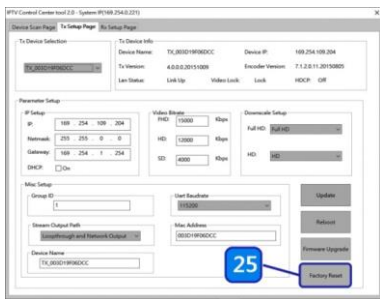 IPTV Control Center tool 2.0 - System IP(169.254.0.221)
Device Scan Page Tx Setup Page Rx Setup Page
Tx Device Selection
TX_003D19F06DCC
Tx Device Info
Device Name: TX_003D19F06DCC Device IP: 169.254.109.204
Tx Version: 4.0.0.0.20151009 Encoder Version: 7.1.2.0.11.20150805
Lan Status: Link Up Video Lock: Lock HDCP: Off
Parameter Setup
IP Setup
IP: 169 . 254 . 109 . 204
Netmask: 255 . 255 . 0 . 0
Gateway: 169 . 254 . 1 . 254
DHCP: On
Video Bitrate
FHD: 15000 Kbps
HD: 12000 Kbps
SD: 4000 Kbps
Downscale Setup
Full HD: Full HD
HD: HD
Misc Setup
Group ID
1
Uart Baudrate
115200
Stream Output Path
Loopthrough and Network Output
Mac Address
003D19F06DCC
Device Name
TX_003D19F06DCC
Update
Reboot
Firmware Upgrade
Factory Reset
25